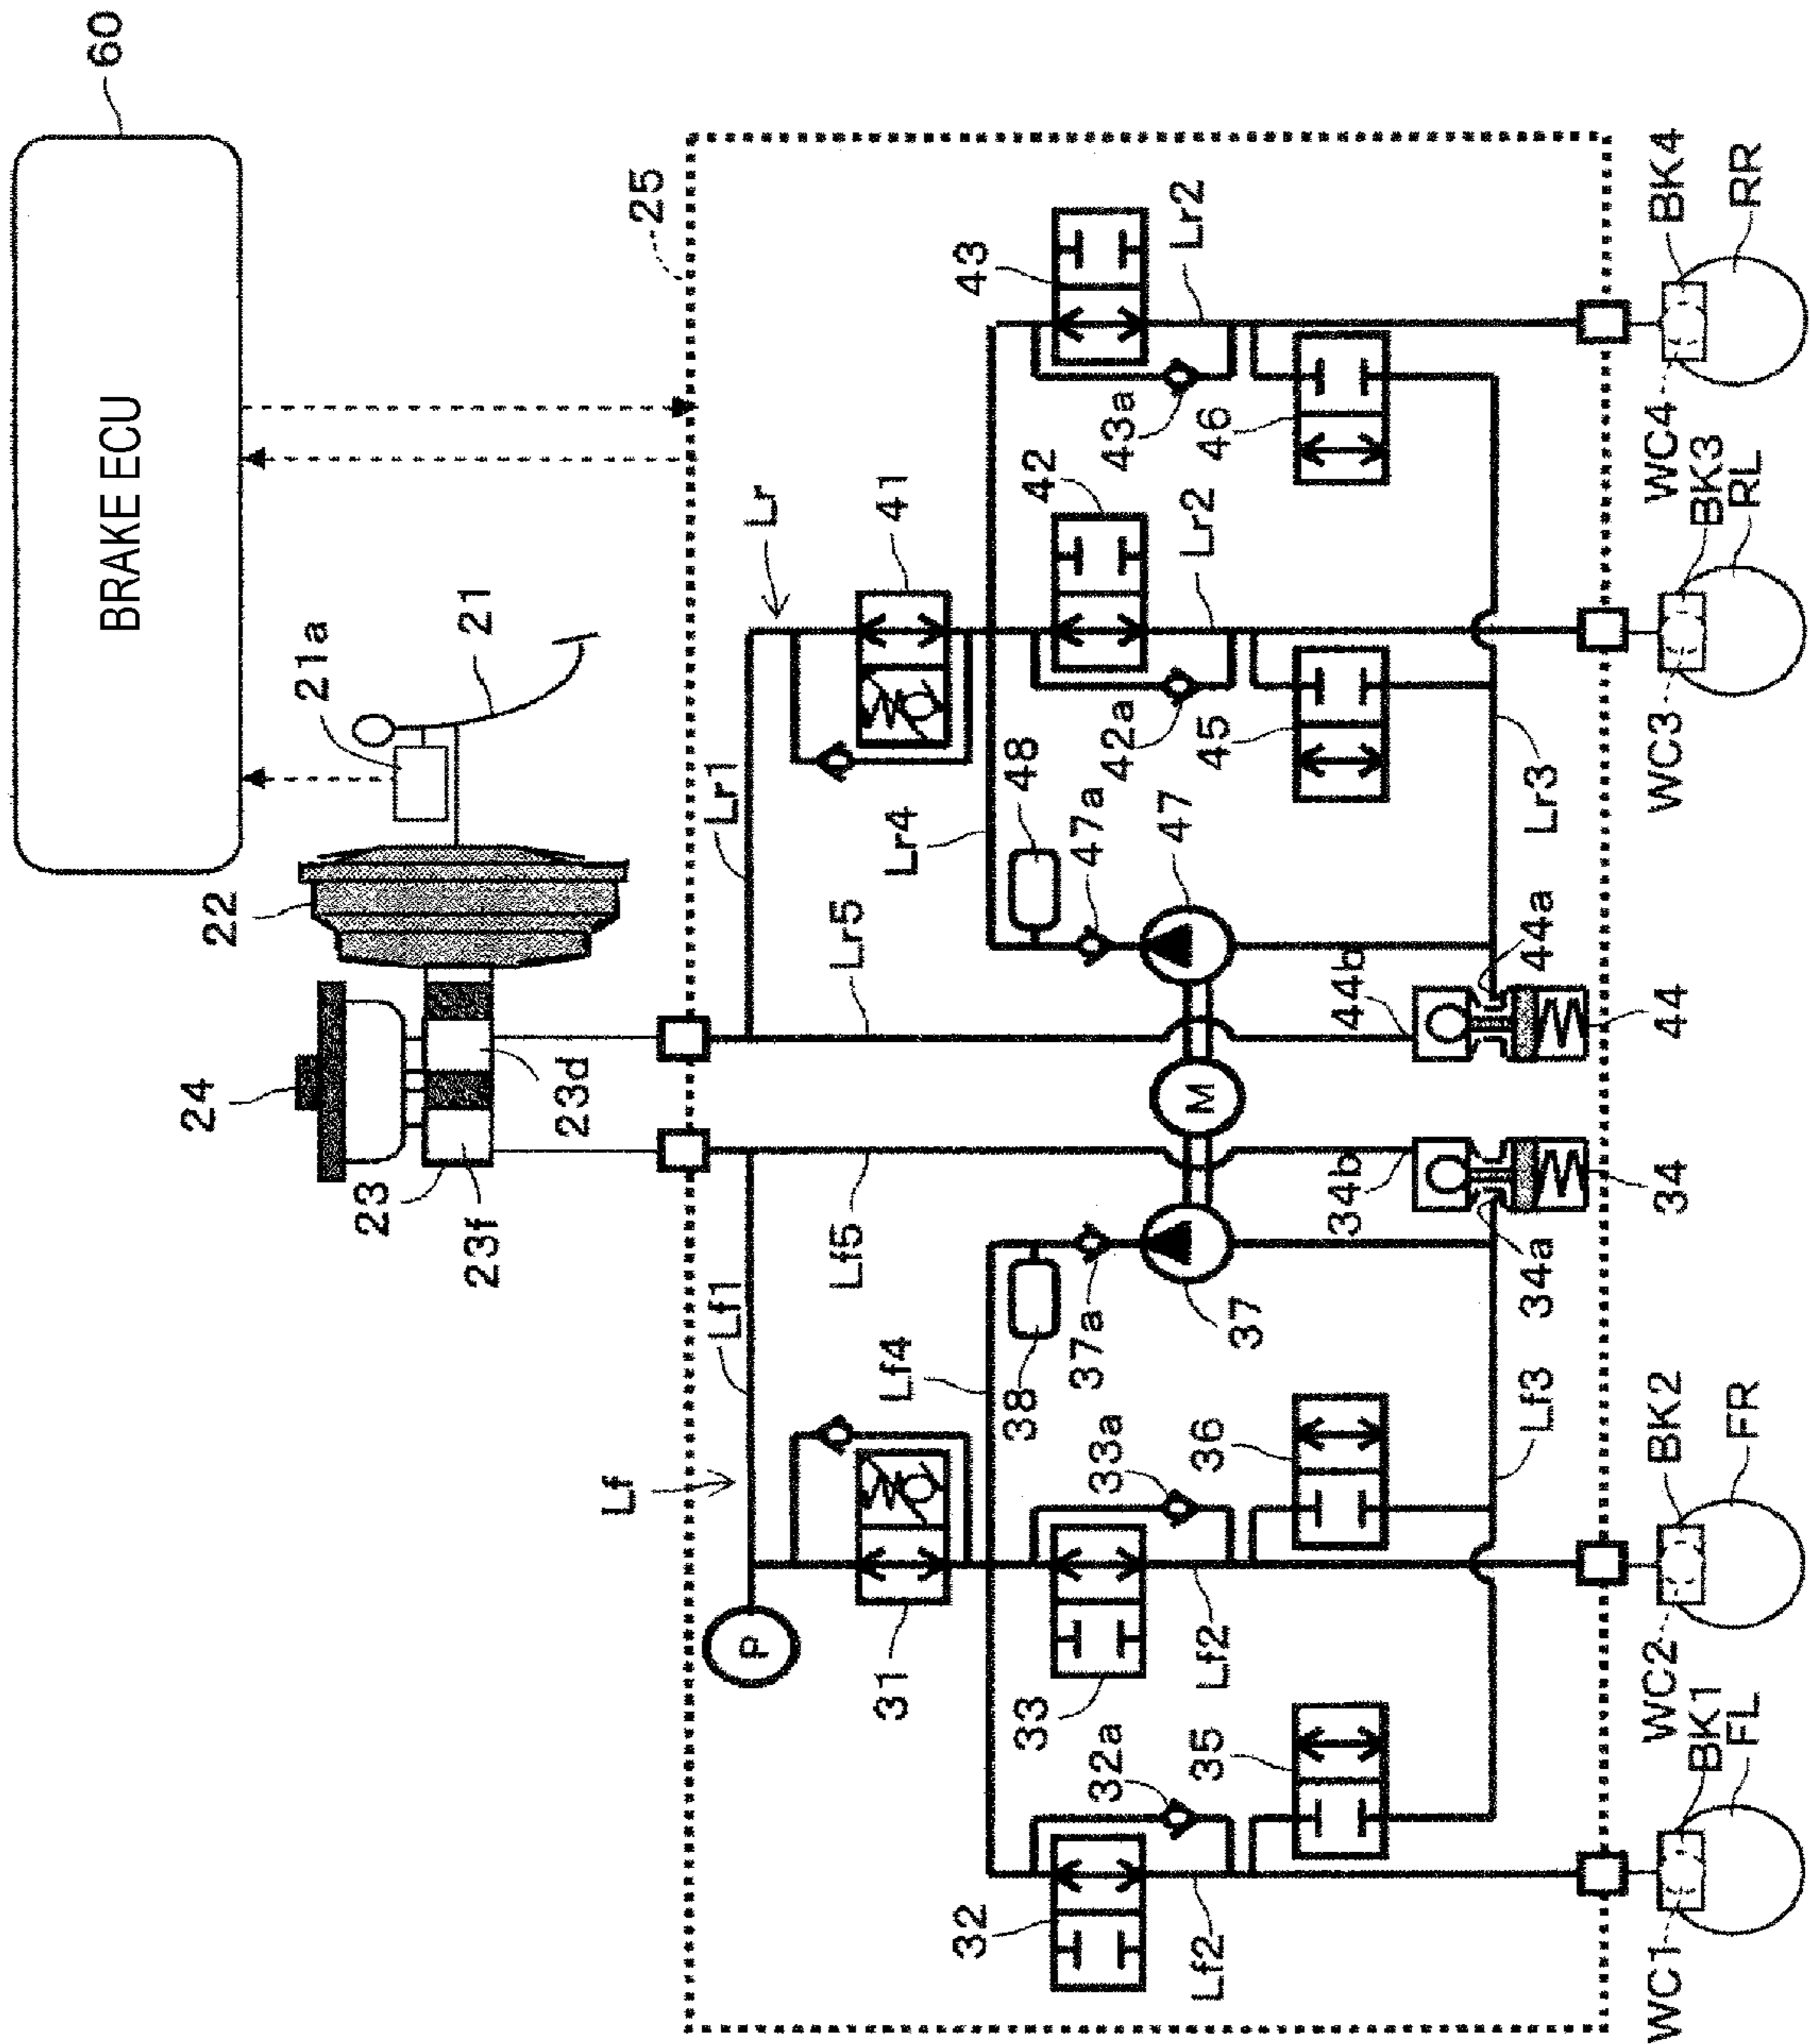 BRAKE ECU
60
21a
21
22
24
23
23f
23d
25
Lf
Lf1
Lf5
Lr5
Lr1
Lr
P
31
41
Lf4
Lr4
32
32a
33
33a
38
37a
37
M
48
47a
47
42
42a
43
43a
Lf2
Lf2
Lr2
Lr2
35
36
45
46
Lf3
34a
34b
34
44b
44a
44
Lr3
WC1
BK1
FL
WC2
BK2
FR
WC3
BK3
RL
WC4
BK4
RR